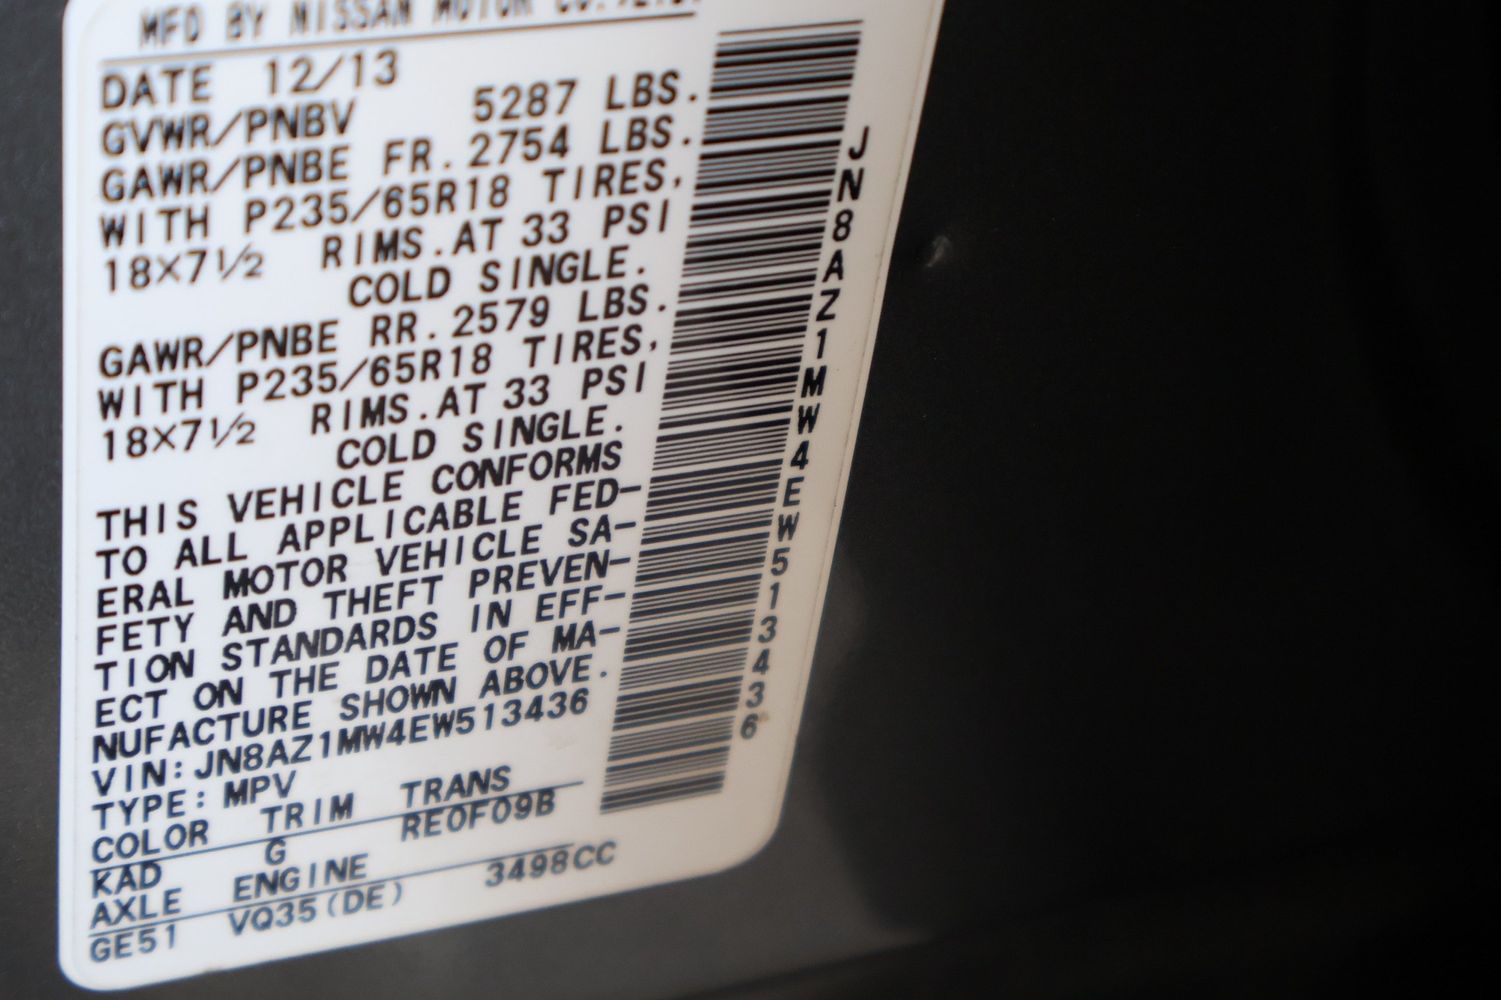 MFD BY NISSAN MOTOR CO.,LTD.
DATE 12/13
GVWR/PNBV 5287 LBS.
GAWR/PNBE FR. 2754 LBS.
WITH P235/65R18 TIRES,
18×7½ RIMS. AT 33 PSI
COLD SINGLE.
GAWR/PNBE RR. 2579 LBS.
WITH P235/65R18 TIRES,
18×7½ RIMS. AT 33 PSI
COLD SINGLE.
THIS VEHICLE CONFORMS
TO ALL APPLICABLE FED-
ERAL MOTOR VEHICLE SA-
FETY AND THEFT PREVEN-
TION STANDARDS IN EFF-
ECT ON THE DATE OF MA-
NUFACTURE SHOWN ABOVE.
VIN: JN8AZ1MW4EW513436
TYPE: MPV
COLOR TRIM TRANS
KAD G RE0F09B
AXLE ENGINE
GE51 VQ35(DE) 3498CC
JN8AZ1MW4EW513436